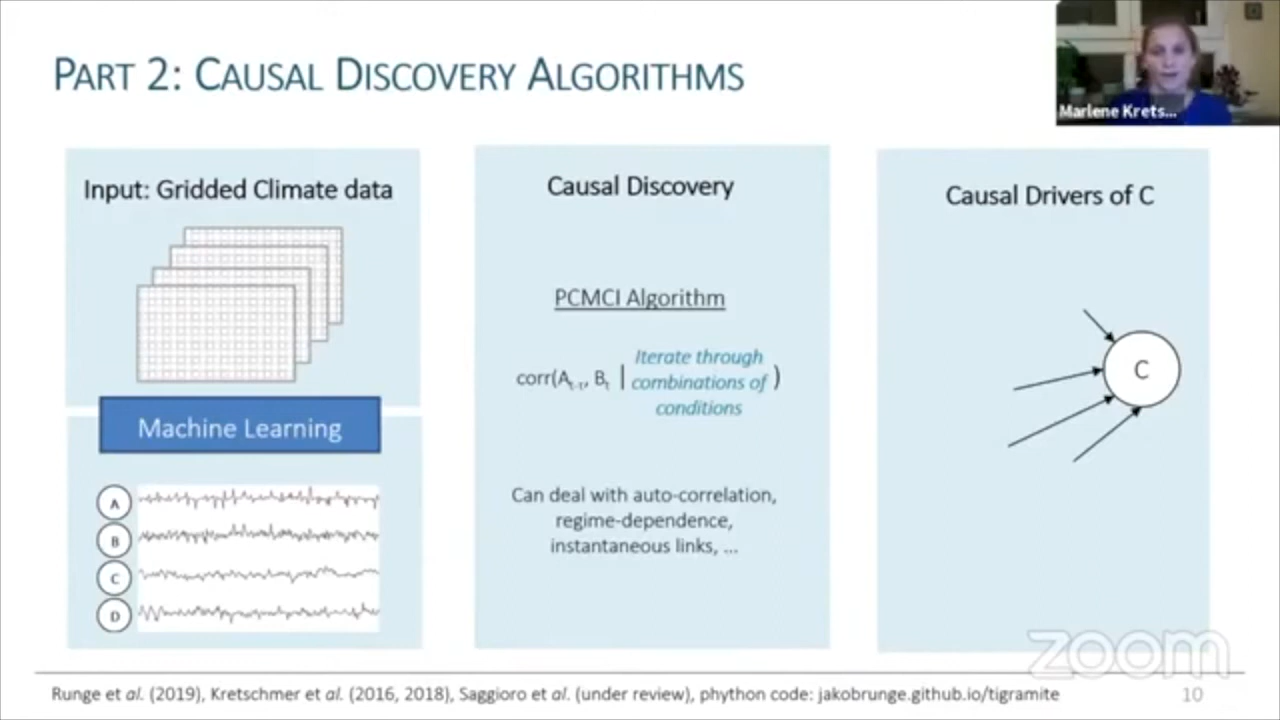 PART 2: CAUSAL DISCOVERY ALGORITHMS
Marlene Krets...
Input: Gridded Climate data
Machine Learning
A
B
C
D
Causal Discovery
PCMCI Algorithm
corr(At-τ, Bt | Iterate through combinations of conditions )
Can deal with auto-correlation,
regime-dependence,
instantaneous links, ...
Causal Drivers of C
C
zoom
Runge et al. (2019), Kretschmer et al. (2016, 2018), Saggioro et al. (under review), phython code: jakobrunge.github.io/tigramite
10